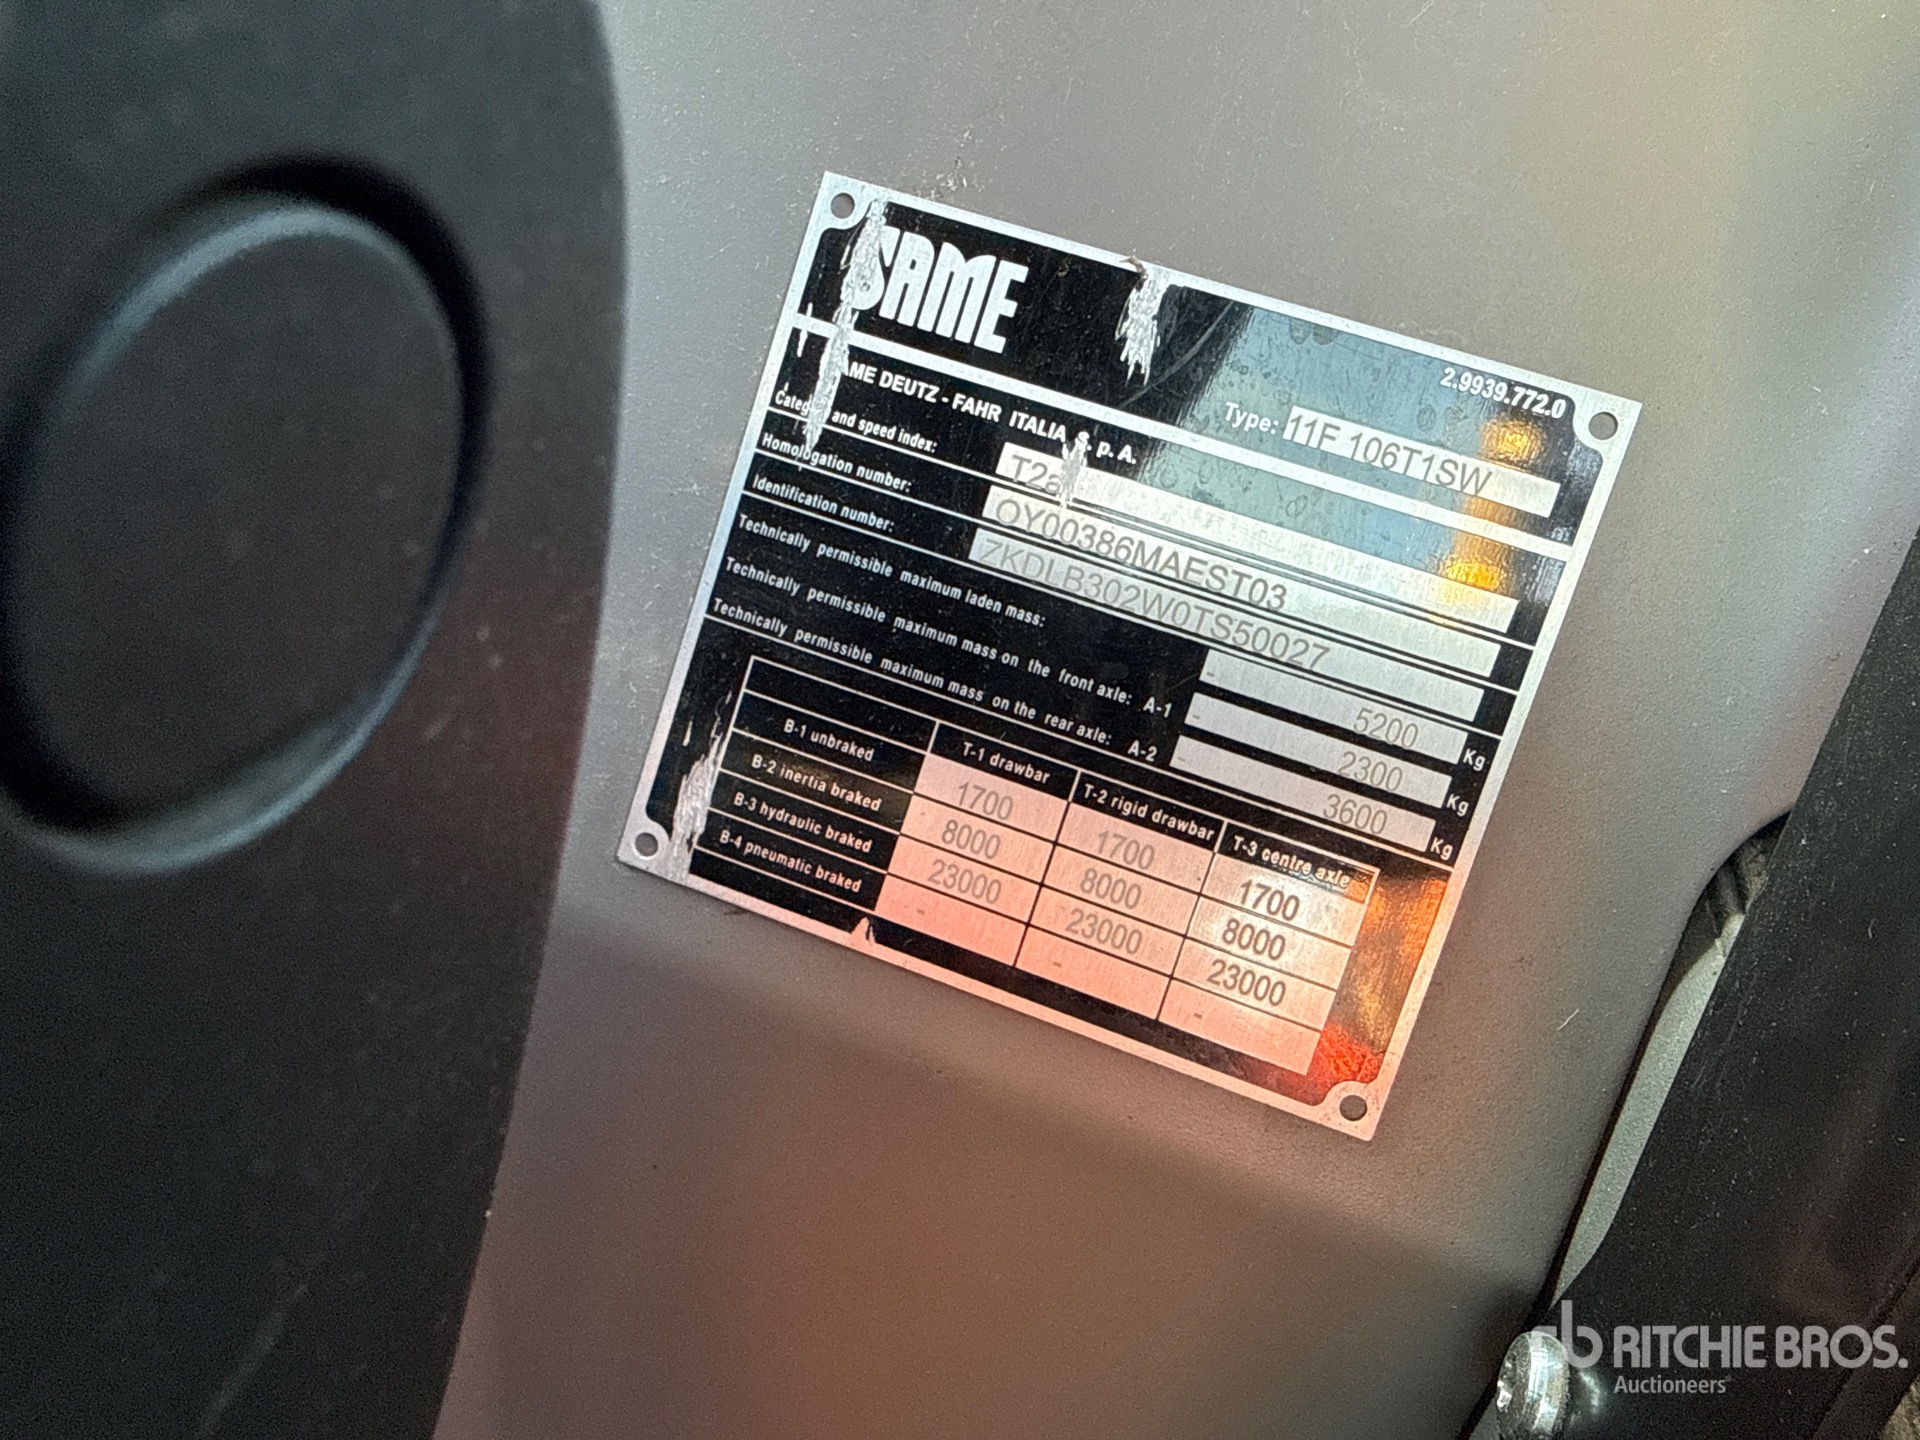 SAME
2.9939.772.0
AME DEUTZ - FAHR ITALIA S. p. A. Type: 11F 106T1SW
Categ and speed index: T2a
Homologation number: OY00386MAEST03
Identification number: ZKDLB302W0TS50027
Technically permissible maximum laden mass: - 5200 Kg
Technically permissible maximum mass on the front axle: A-1 - 2300 Kg
Technically permissible maximum mass on the rear axle: A-2 - 3600 Kg
T-1 drawbar T-2 rigid drawbar T-3 centre axle
B-1 unbraked 1700 1700 1700
B-2 inertia braked 8000 8000 8000
B-3 hydraulic braked 23000 23000 23000
B-4 pneumatic braked - - -
rb RITCHIE BROS.
Auctioneers